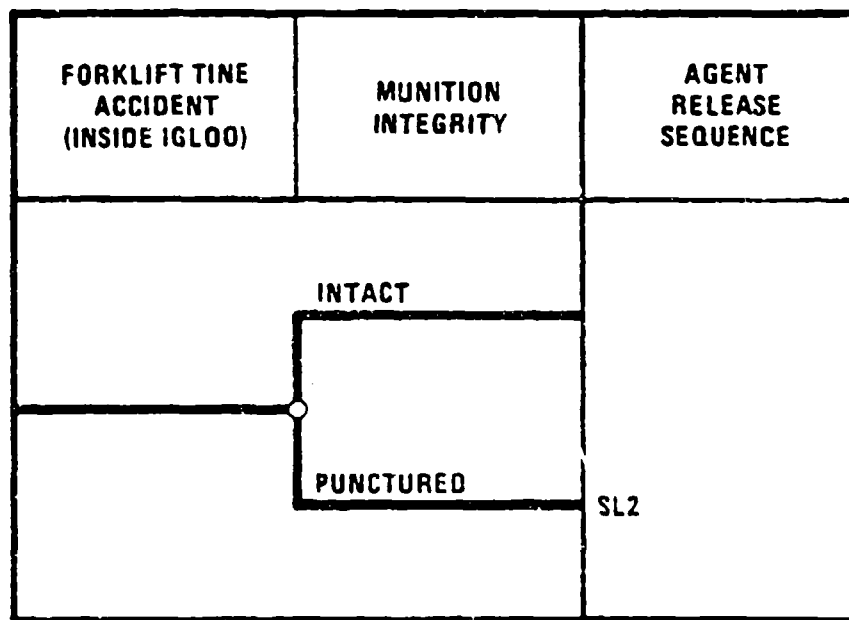 FORKLIFT TINE
ACCIDENT
(INSIDE IGLOO)
MUNITION
INTEGRITY
AGENT
RELEASE
SEQUENCE
INTACT
PUNCTURED
SL2